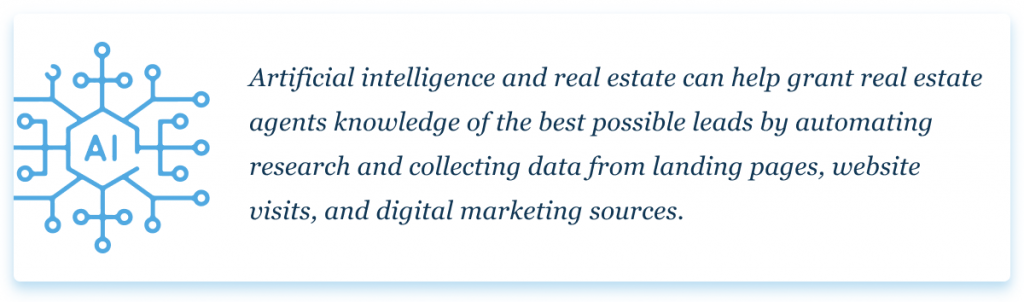 AI
Artificial intelligence and real estate can help grant real estate
agents knowledge of the best possible leads by automating
research and collecting data from landing pages, website
visits, and digital marketing sources.